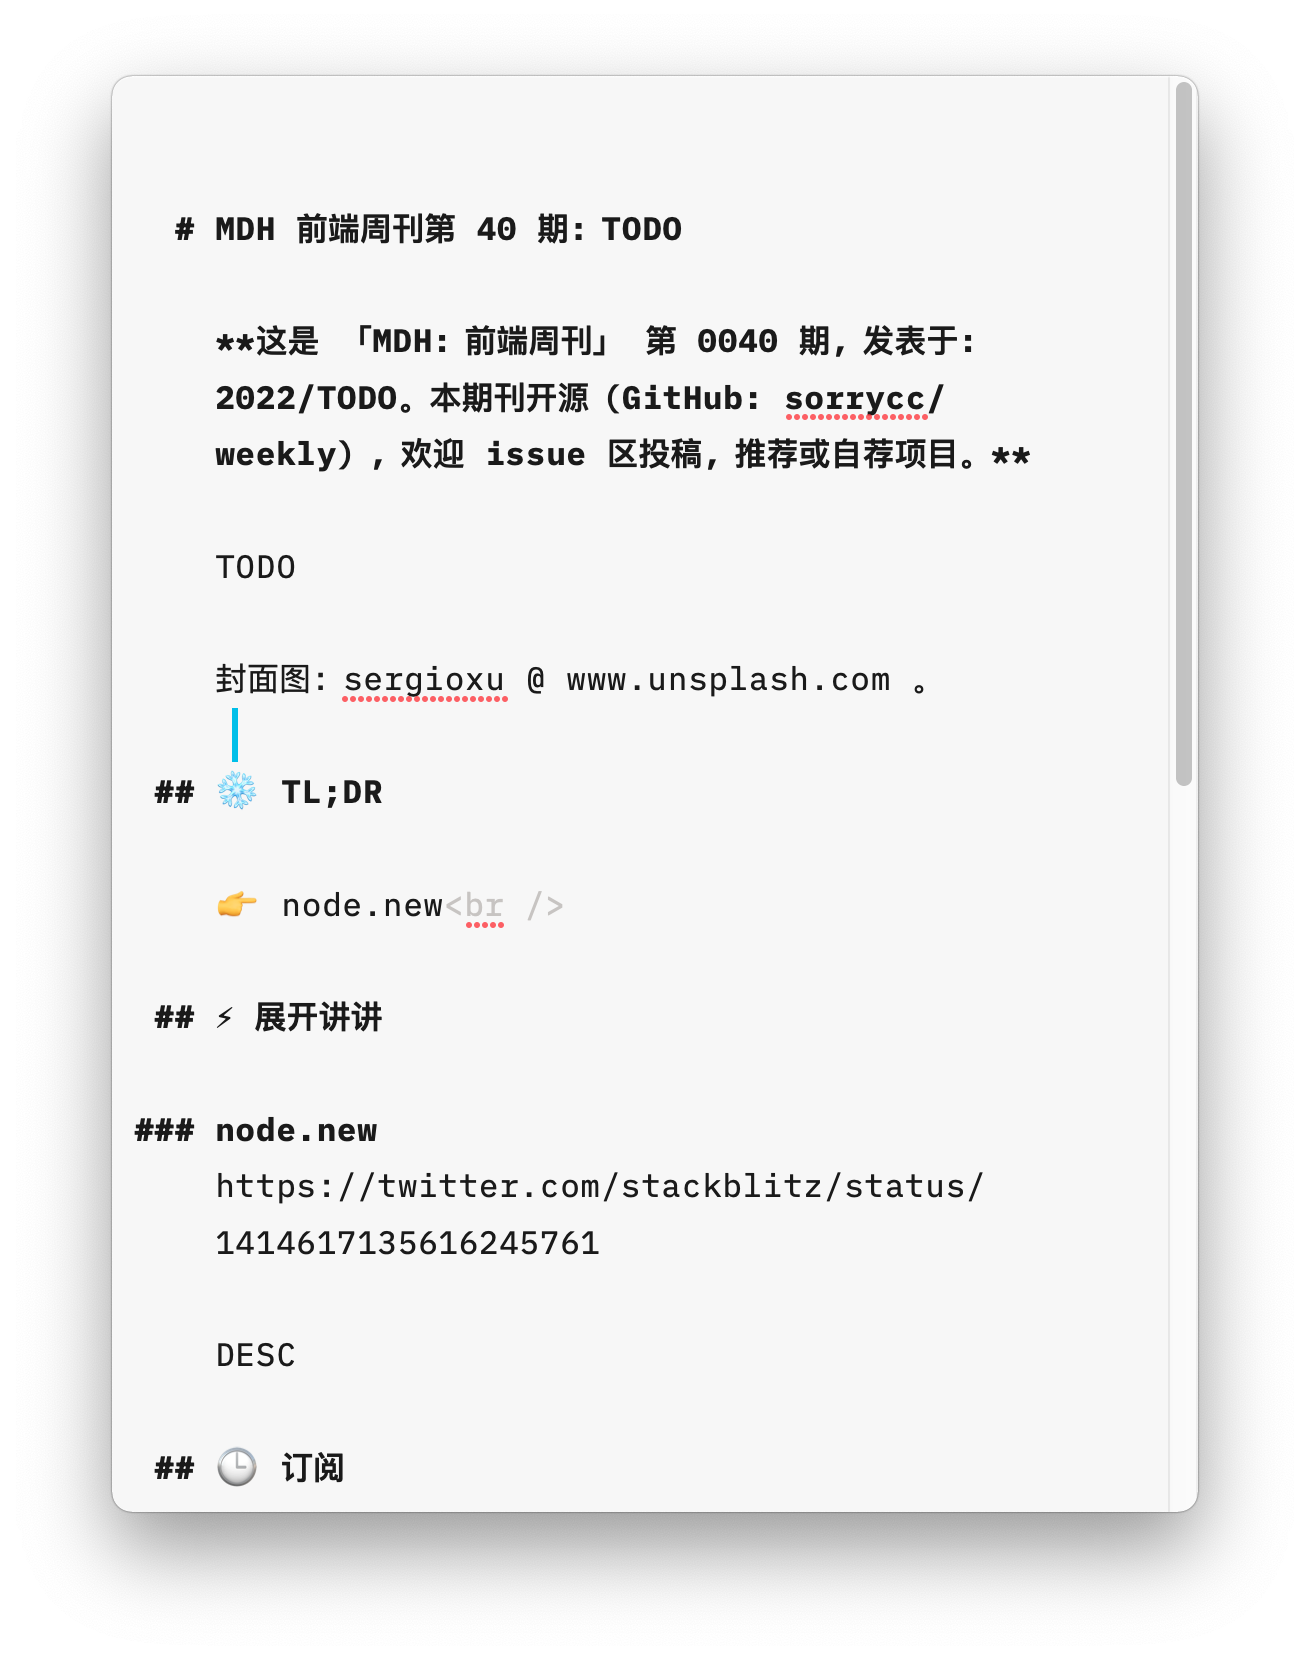 # MDH 前端周刊第 40 期：TODO
**这是 「MDH：前端周刊」 第 0040 期，发表于：
2022/TODO。本期刊开源（GitHub: sorrycc/
weekly），欢迎 issue 区投稿，推荐或自荐项目。**
TODO
封面图：sergioxu @ www.unsplash.com 。
## ❄️ TL;DR
👉 node.new<br />
## ⚡ 展开讲讲
### node.new
https://twitter.com/stackblitz/status/
1414617135616245761
DESC
## 🕒 订阅